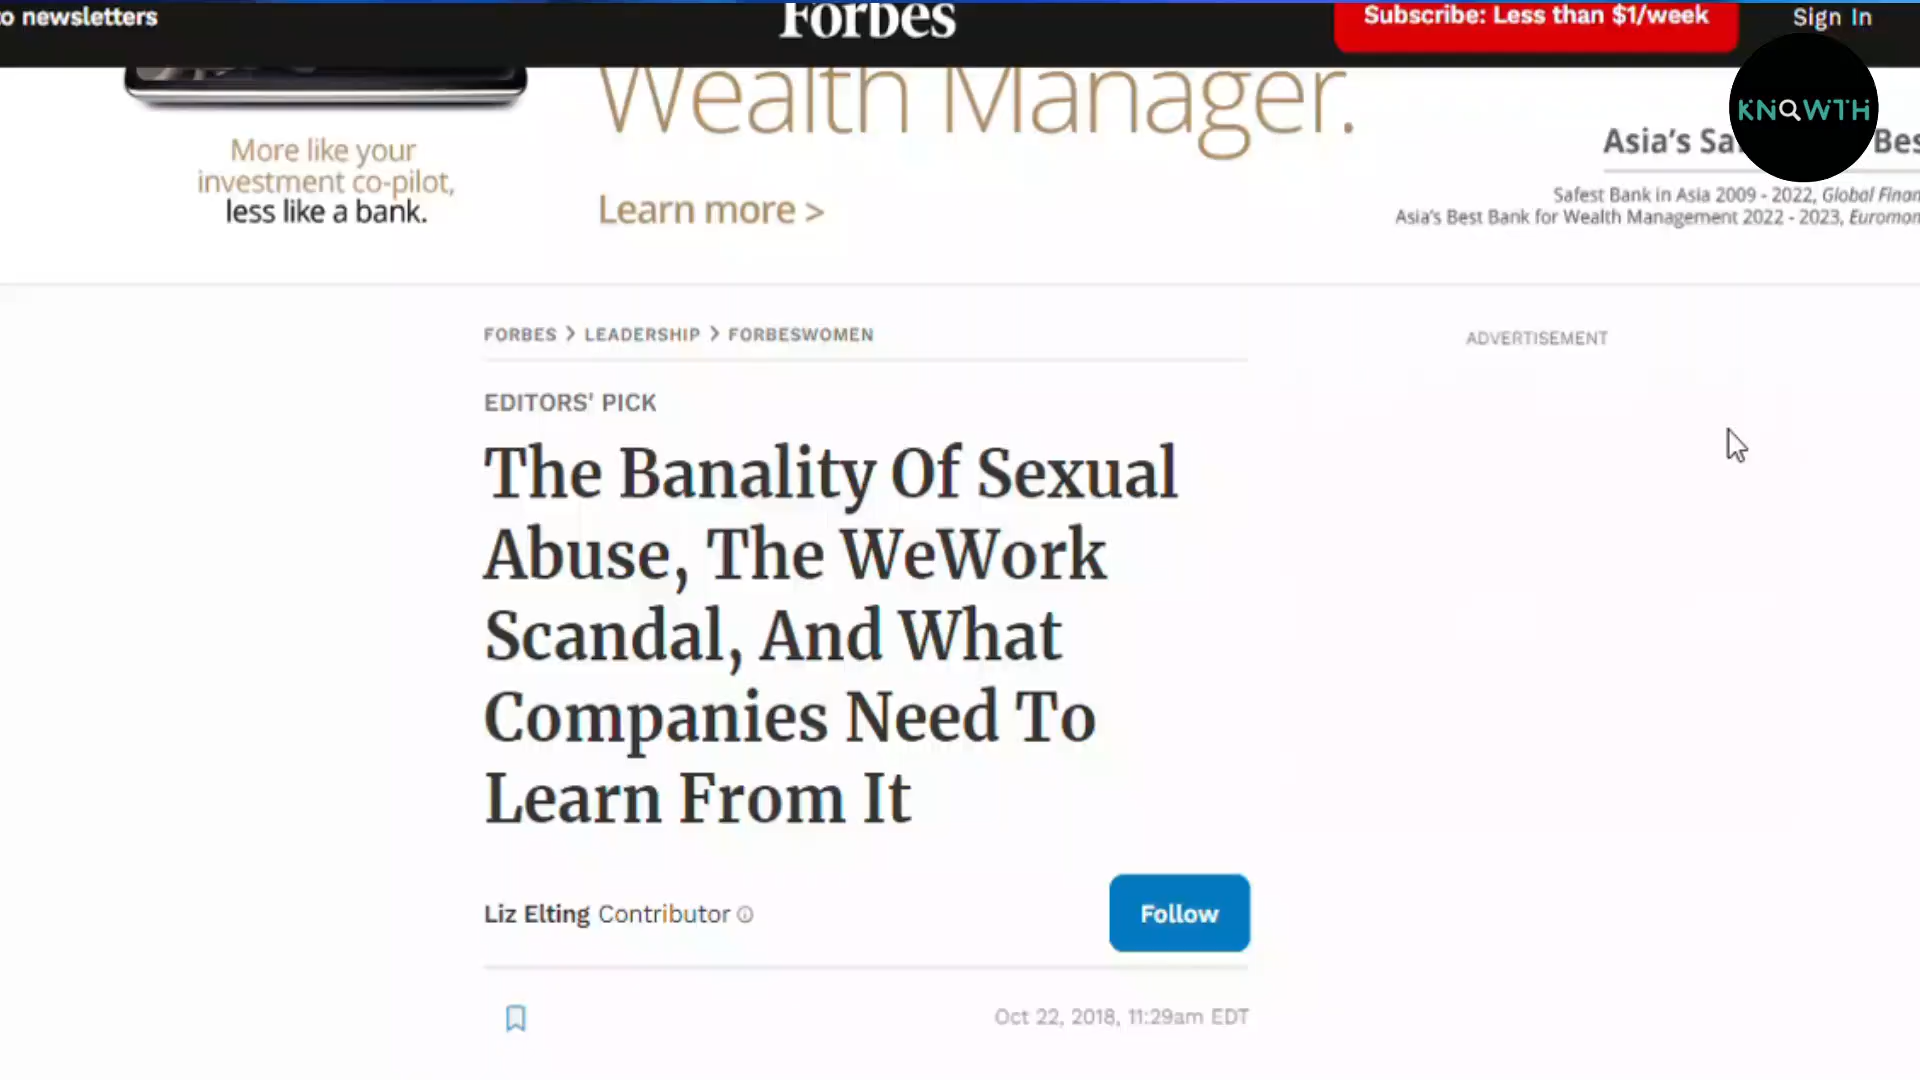 o newsletters
Forbes
Subscribe: Less than $1/week
Sign In
KNOWTH
Wealth Manager.
More like your
investment co-pilot,
less like a bank.
Learn more >
Asia's Sa Bes
Safest Bank in Asia 2009 - 2022, Global Finan
Asia's Best Bank for Wealth Management 2022 - 2023, Euromon
FORBES > LEADERSHIP > FORBESWOMEN
ADVERTISEMENT
EDITORS' PICK
The Banality Of Sexual
Abuse, The WeWork
Scandal, And What
Companies Need To
Learn From It
Liz Elting Contributor
Follow
Oct 22, 2018, 11:29am EDT